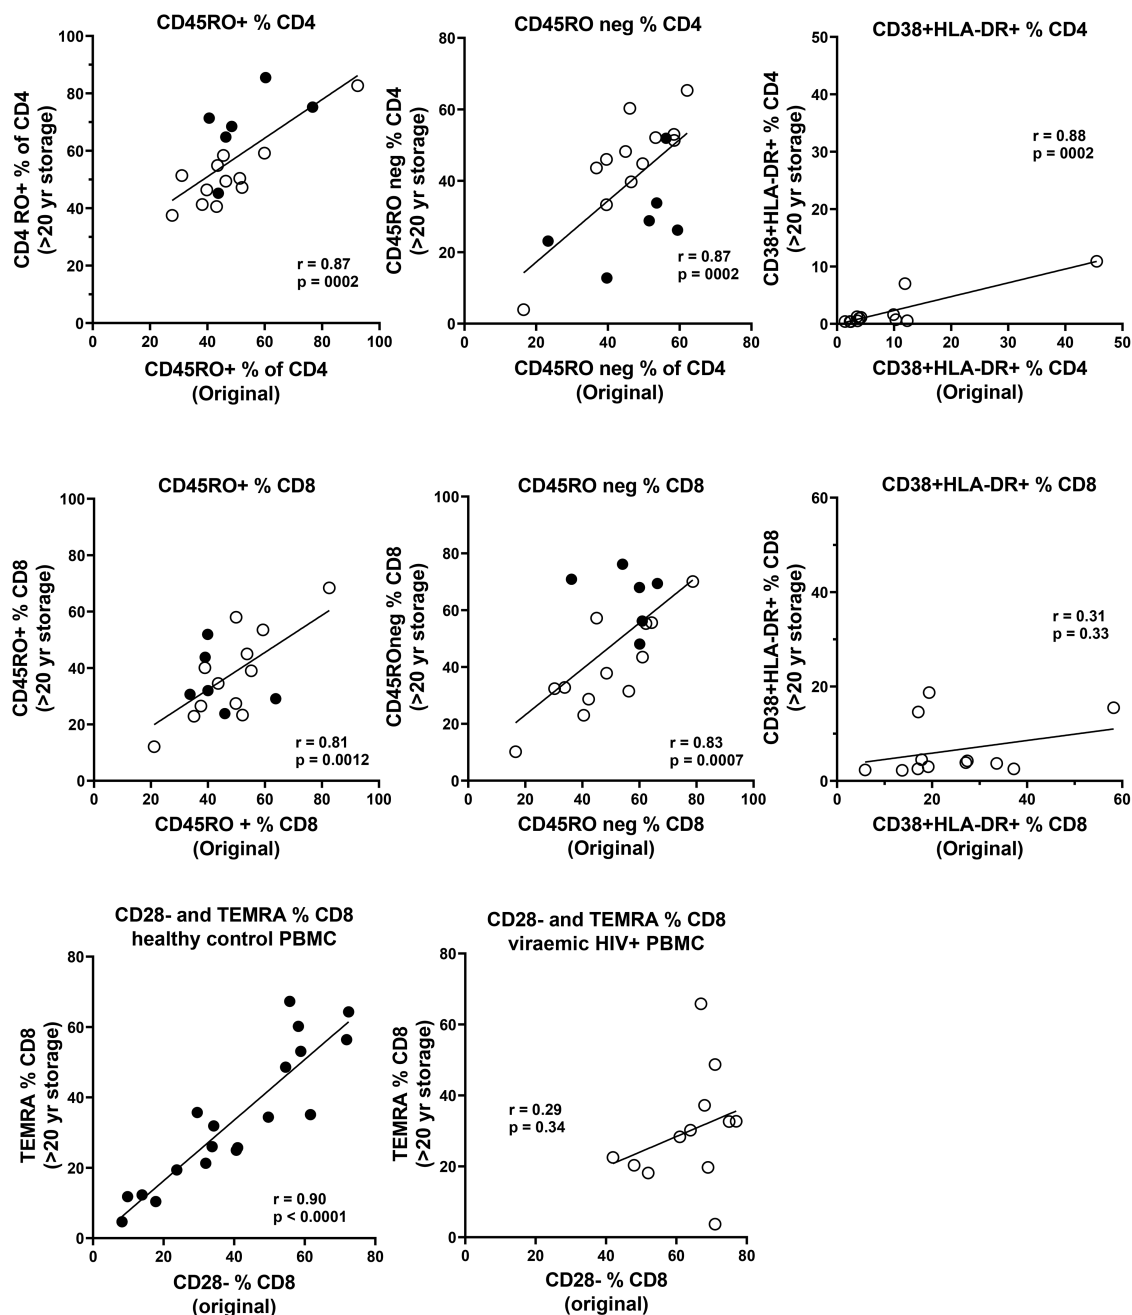 CD45RO+ % CD4
100
80
60
40
20
0
0 20 40 60 80 100
CD4 RO+ % of CD4
(>20 yr storage)
r = 0.87
p = 0002
CD45RO+ % of CD4
(Original)
CD45RO neg % CD4
80
60
40
20
0
0 20 40 60 80
CD45RO neg % CD4
(>20 yr storage)
r = 0.87
p = 0002
CD45RO neg % of CD4
(Original)
CD38+HLA-DR+ % CD4
50
40
30
20
10
0
0 10 20 30 40 50
CD38+HLA-DR+ % CD4
(>20 yr storage)
r = 0.88
p = 0002
CD38+HLA-DR+ % CD4
(Original)
CD45RO+ % CD8
100
80
60
40
20
0
0 20 40 60 80 100
CD45RO+ % CD8
(>20 yr storage)
r = 0.81
p = 0.0012
CD45RO + % CD8
(Original)
CD45RO neg % CD8
100
80
60
40
20
0
0 20 40 60 80 100
CD45ROneg % CD8
(>20 yr storage)
r = 0.83
p = 0.0007
CD45RO neg % CD8
(Original)
CD38+HLA-DR+ % CD8
60
40
20
0
0 20 40 60
CD38+HLA-DR+ % CD8
(>20 yr storage)
r = 0.31
p = 0.33
CD38+HLA-DR+ % CD8
(Original)
CD28- and TEMRA % CD8
healthy control PBMC
80
60
40
20
0
0 20 40 60 80
TEMRA % CD8
(>20 yr storage)
r = 0.90
p < 0.0001
CD28- % CD8
(original)
CD28- and TEMRA % CD8
viraemic HIV+ PBMC
80
60
40
20
0
0 20 40 60 80
TEMRA % CD8
(>20 yr storage)
r = 0.29
p = 0.34
CD28- % CD8
(original)